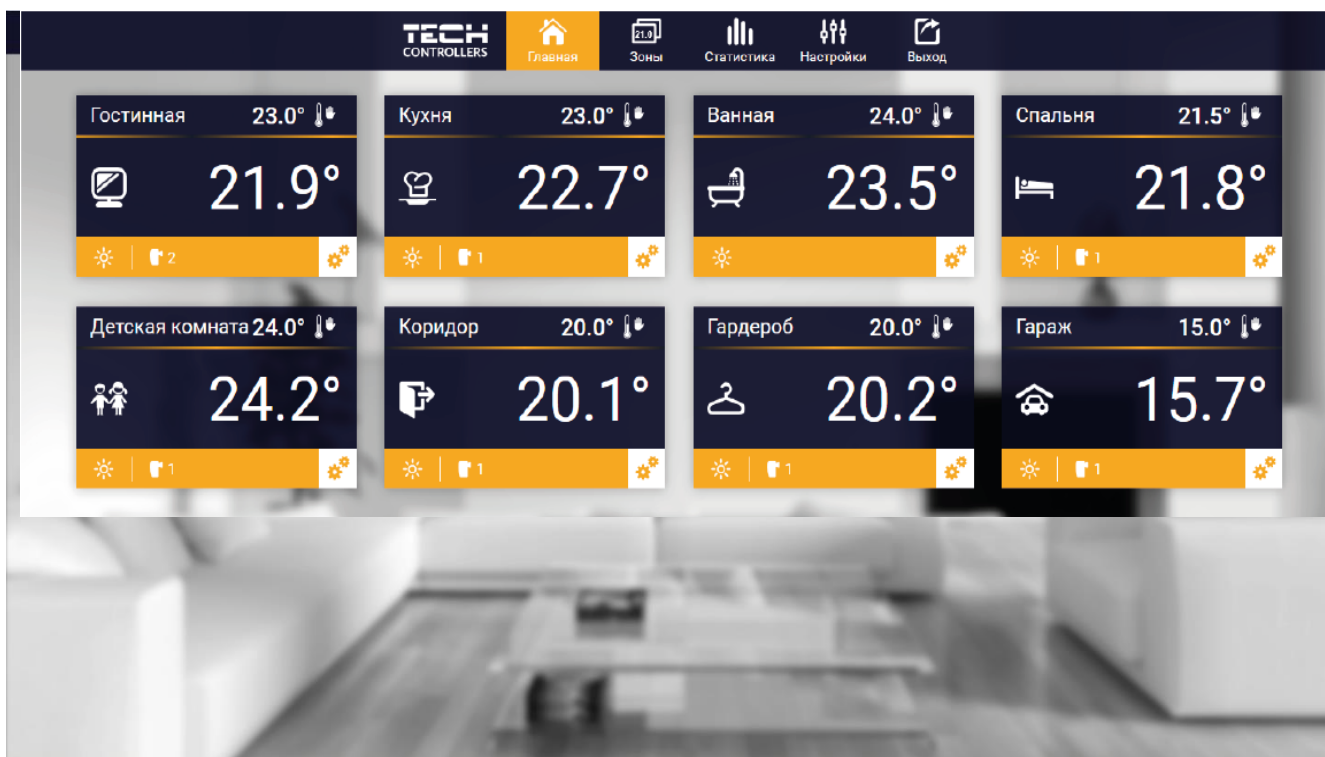 TECH
CONTROLLERS
Главная
21.0
Зоны
Статистика
Настройки
Выход
Гостинная 23.0°
21.9°
2
Кухня 23.0°
22.7°
1
Ванная 24.0°
23.5°
Спальня 21.5°
21.8°
1
Детская комната 24.0°
24.2°
1
Коридор 20.0°
20.1°
1
Гардероб 20.0°
20.2°
1
Гараж 15.0°
15.7°
1